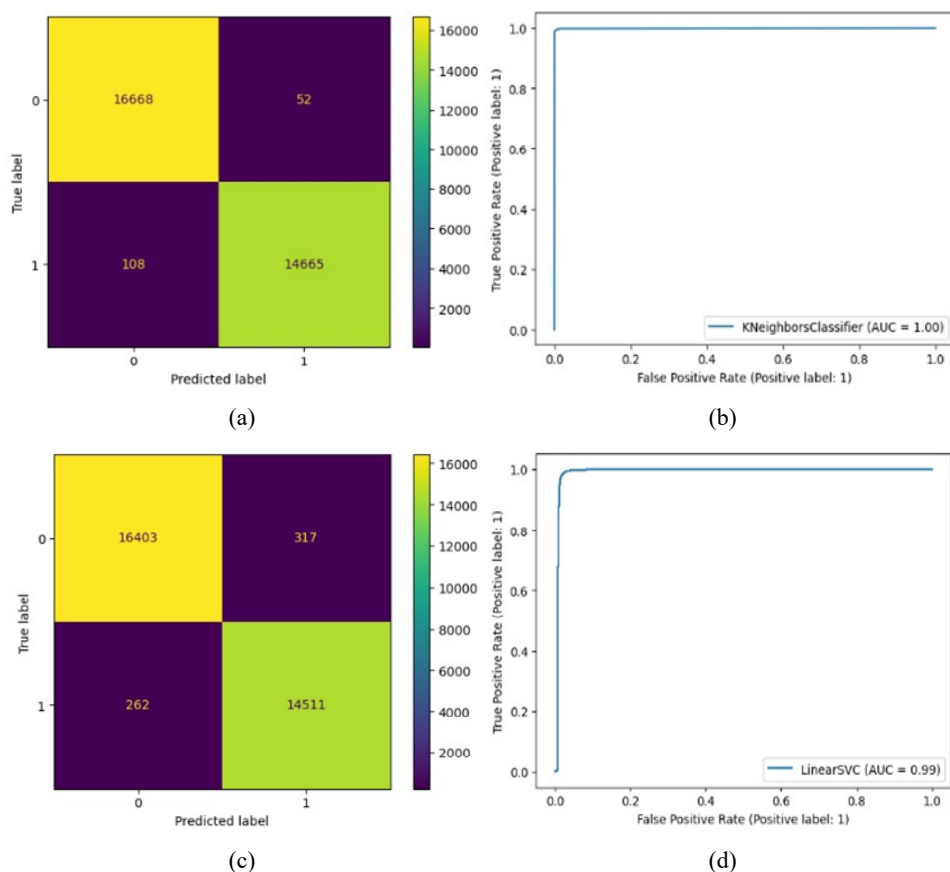 16000
14000
12000
10000
8000
6000
4000
2000
True label
0
1
16668
52
108
14665
0
1
Predicted label
(a)
True Positive Rate (Positive label: 1)
1.0
0.8
0.6
0.4
0.2
0.0
KNeighborsClassifier (AUC = 1.00)
0.0 0.2 0.4 0.6 0.8 1.0
False Positive Rate (Positive label: 1)
(b)
16000
14000
12000
10000
8000
6000
4000
2000
True label
0
1
16403
317
262
14511
0
1
Predicted label
(c)
True Positive Rate (Positive label: 1)
1.0
0.8
0.6
0.4
0.2
0.0
LinearSVC (AUC = 0.99)
0.0 0.2 0.4 0.6 0.8 1.0
False Positive Rate (Positive label: 1)
(d)